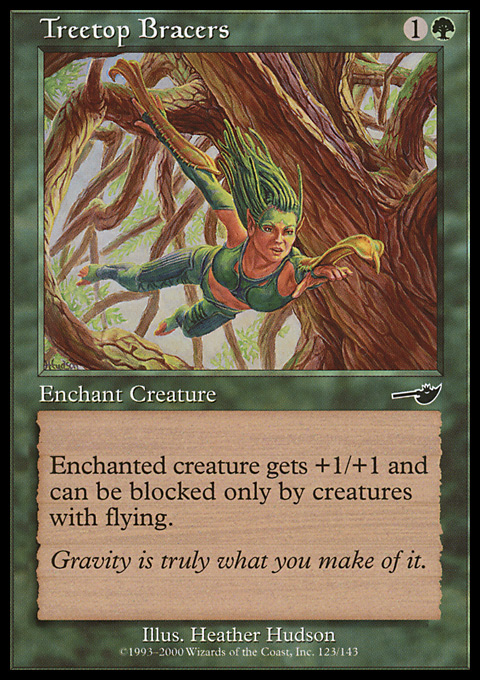 Treetop Bracers 1
Enchant Creature
Enchanted creature gets +1/+1 and
can be blocked only by creatures
with flying.
Gravity is truly what you make of it.
Illus. Heather Hudson
©1993–2000 Wizards of the Coast, Inc. 123/143